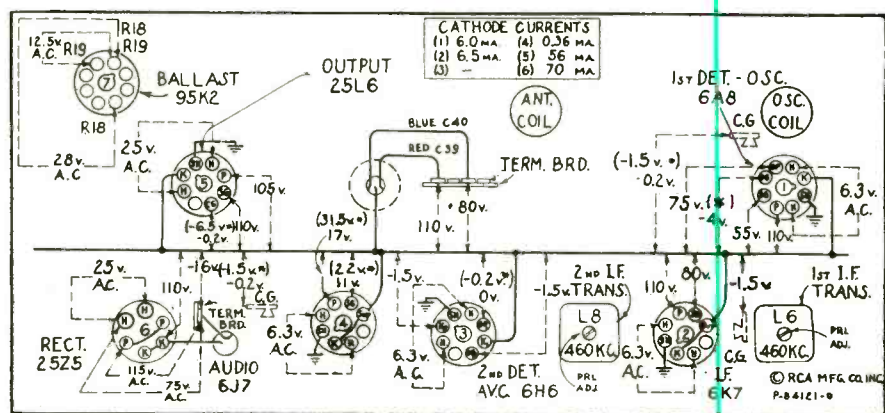 CATHODE CURRENTS
(1) 6.0 MA. (4) 0.36 MA.
(2) 6.5 MA. (5) 56 MA.
(3) — (6) 70 MA.
R18
R19
12.5v. A.C.
R19
7
BALLAST
95K2
R18
28v.
A.C
OUTPUT
25L6
25v.
A.C.
5
105v.
(-6.5v*)
-0.2v.
110v.
ANT.
COIL
BLUE C40
RED C39
TERM. BRD.
+80v.
110v.
(31.5v*)
17v.
1ST DET. - OSC.
6A8
OSC.
COIL
C.G
(-1.5v.*)
-0.2v.
75v.(*)
-4v.
55v.
110v.
1
6.3v.
A.C.
25v.
A.C.
110v.
-16v.
(-1.5v.*)
-0.2v.
C.G.
TERM.
BRD.
6
RECT.
25Z5
115v.
A.C.
75v.
A.C.
AUDIO
6J7
(2.2v.*)
1.1v.
4
6.3v.
A.C.
-1.5v.
(-0.2v.*)
0v.
3
6.3v.
A.C.
2ND DET.
A.V.C. 6H6
-1.5v.
2ND I.F.
TRANS.
L8
460KC.
PRI.
ADJ.
110v.
80v.
2
6.3v.
A.C.
-1.5v.
C.G
I.F.
6K7
1ST I.F.
TRANS.
L6
460KC.
PRI.
ADJ.
© RCA MFG. CO. INC.
P-84121-0